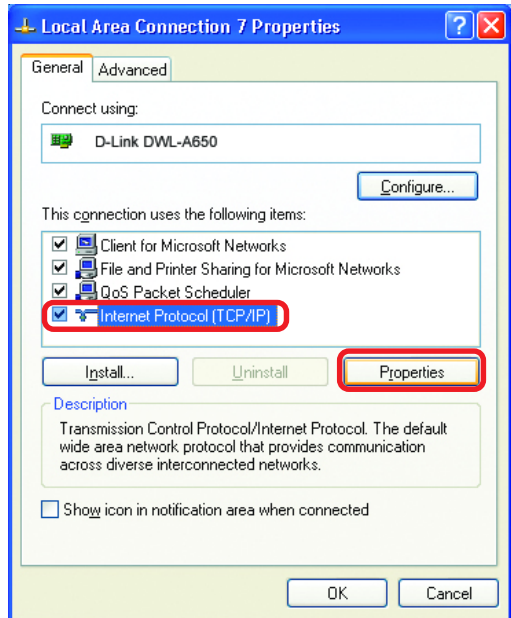 Local Area Connection 7 Properties
General Advanced
Connect using:
D-Link DWL-A650
Configure...
This connection uses the following items:
Client for Microsoft Networks
File and Printer Sharing for Microsoft Networks
QoS Packet Scheduler
Internet Protocol (TCP/IP)
Install... Uninstall Properties
Description
Transmission Control Protocol/Internet Protocol. The default
wide area network protocol that provides communication
across diverse interconnected networks.
Show icon in notification area when connected
OK Cancel